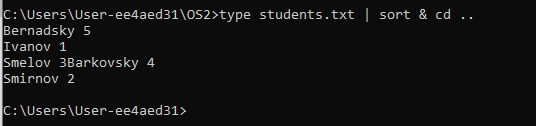 C:\Users\User-ee4aed31\OS2>type students.txt | sort & cd ..
Bernadsky 5
Ivanov 1
Smelov 3Barkovsky 4
Smirnov 2
C:\Users\User-ee4aed31>